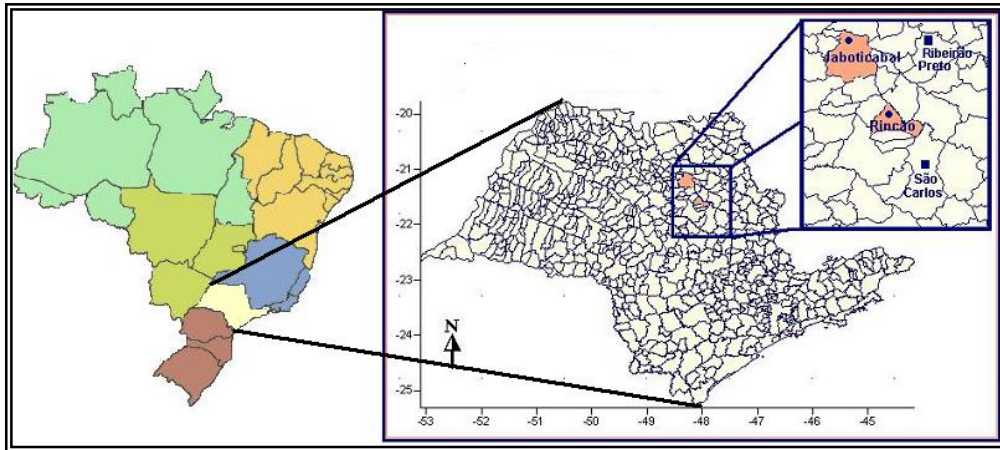 Jaboticabal
Ribeirão
Preto
Rincão
São
Carlos
-20
-21
-22
-23
-24
-25
N
-53
-52
-51
-50
-49
-48
-47
-46
-45